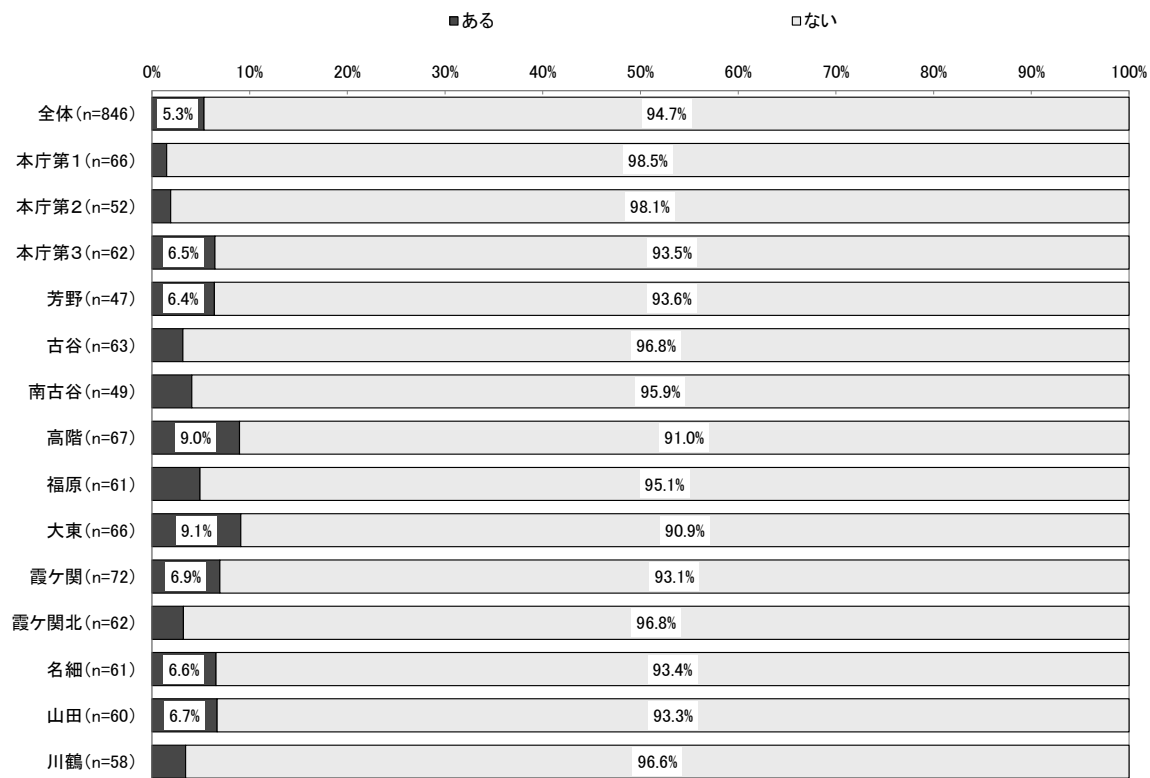 ■ある □ない
0% 10% 20% 30% 40% 50% 60% 70% 80% 90% 100%
全体(n=846) 5.3% 94.7%
本庁第1(n=66) 98.5%
本庁第2(n=52) 98.1%
本庁第3(n=62) 6.5% 93.5%
芳野(n=47) 6.4% 93.6%
古谷(n=63) 96.8%
南古谷(n=49) 95.9%
高階(n=67) 9.0% 91.0%
福原(n=61) 95.1%
大東(n=66) 9.1% 90.9%
霞ケ関(n=72) 6.9% 93.1%
霞ケ関北(n=62) 96.8%
名細(n=61) 6.6% 93.4%
山田(n=60) 6.7% 93.3%
川鶴(n=58) 96.6%